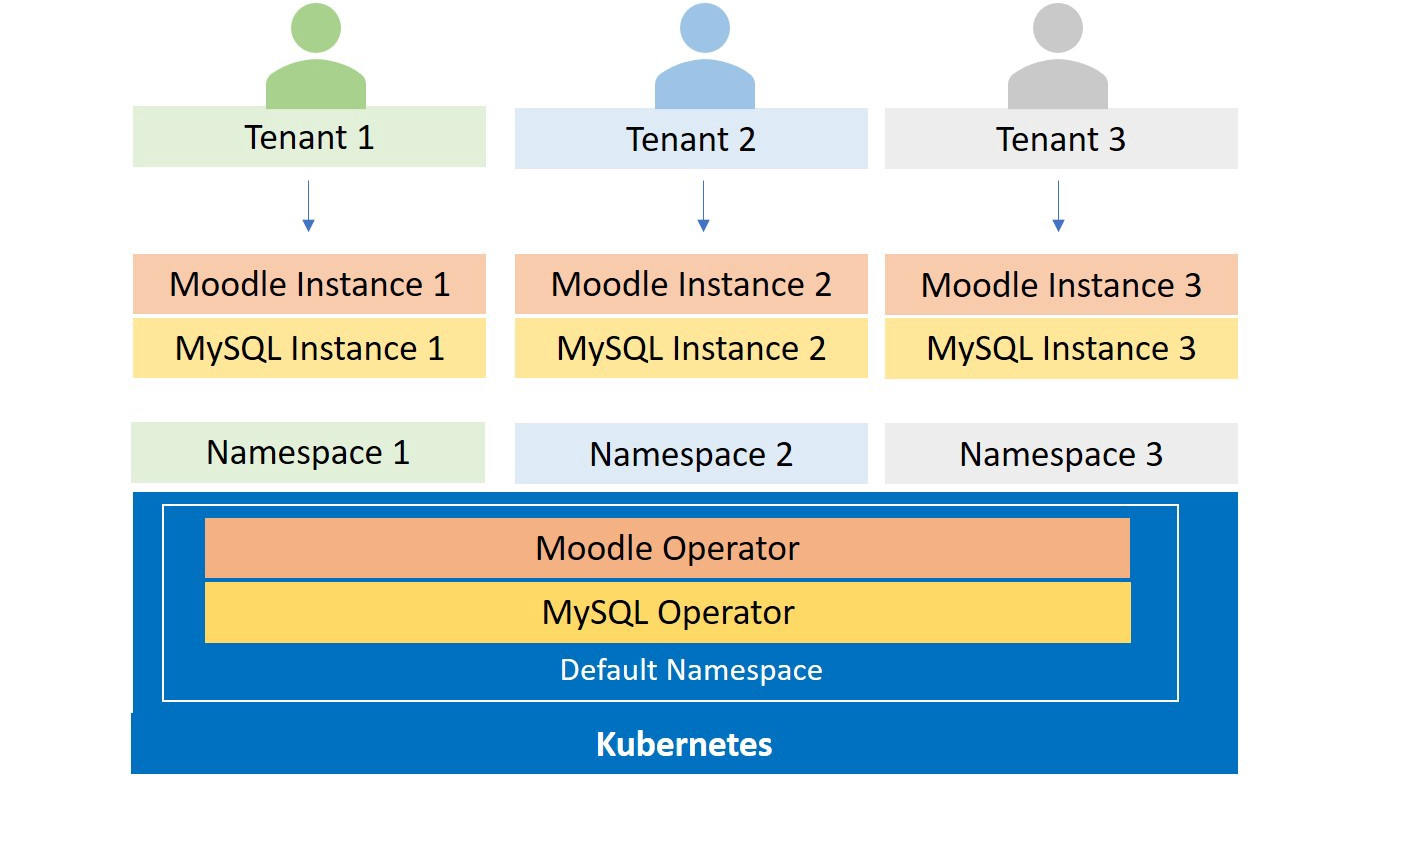 Tenant 1
Tenant 2
Tenant 3
Moodle Instance 1
Moodle Instance 2
Moodle Instance 3
MySQL Instance 1
MySQL Instance 2
MySQL Instance 3
Namespace 1
Namespace 2
Namespace 3
Moodle Operator
MySQL Operator
Default Namespace
Kubernetes